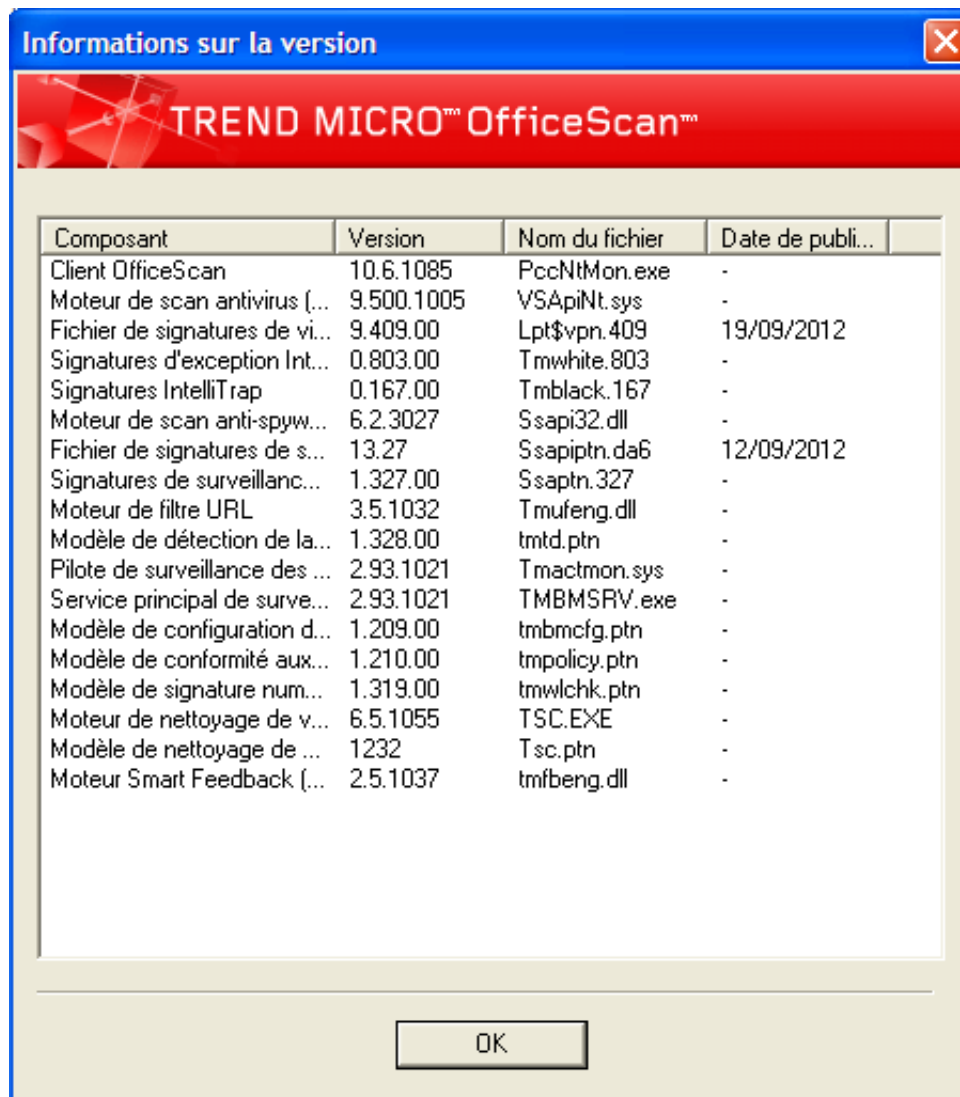 Informations sur la version
TREND MICRO™ OfficeScan™
Composant Version Nom du fichier Date de publi...
Client OfficeScan 10.6.1085 PccNtMon.exe -
Moteur de scan antivirus (... 9.500.1005 VSApiNt.sys -
Fichier de signatures de vi... 9.409.00 Lpt$vpn.409 19/09/2012
Signatures d'exception Int... 0.803.00 Tmwhite.803 -
Signatures IntelliTrap 0.167.00 Tmblack.167 -
Moteur de scan anti-spyw... 6.2.3027 Ssapi32.dll -
Fichier de signatures de s... 13.27 Ssapiptn.da6 12/09/2012
Signatures de surveillanc... 1.327.00 Ssaptn.327 -
Moteur de filtre URL 3.5.1032 Tmufeng.dll -
Modèle de détection de la... 1.328.00 tmtd.ptn -
Pilote de surveillance des ... 2.93.1021 Tmactmon.sys -
Service principal de surve... 2.93.1021 TMBMSRV.exe -
Modèle de configuration d... 1.209.00 tmbmcfg.ptn -
Modèle de conformité aux... 1.210.00 tmpolicy.ptn -
Modèle de signature num... 1.319.00 tmwlchk.ptn -
Moteur de nettoyage de v... 6.5.1055 TSC.EXE -
Modèle de nettoyage de ... 1232 Tsc.ptn -
Moteur Smart Feedback (... 2.5.1037 tmfbeng.dll -
OK